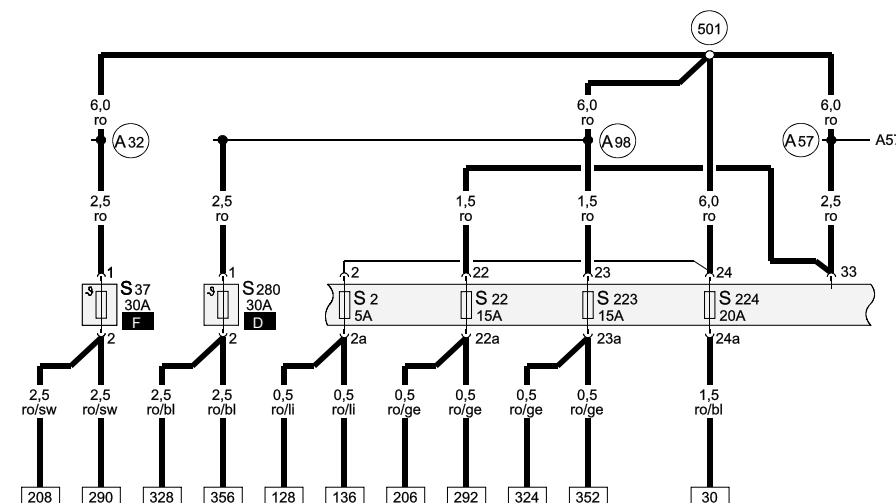 501
6,0
ro
6,0
ro
6,0
ro
A32
A98
A57
A57
2,5
ro
2,5
ro
1,5
ro
1,5
ro
6,0
ro
2,5
ro
1
1
2
22
23
24
33
S 37
30A
F
S 280
30A
D
S 2
5A
S 22
15A
S 223
15A
S 224
20A
2
2
2a
22a
23a
24a
2,5
ro/sw
2,5
ro/sw
2,5
ro/bl
2,5
ro/bl
0,5
ro/li
0,5
ro/li
0,5
ro/ge
0,5
ro/ge
0,5
ro/ge
0,5
ro/ge
1,5
ro/bl
208
290
328
356
128
136
206
292
324
352
30